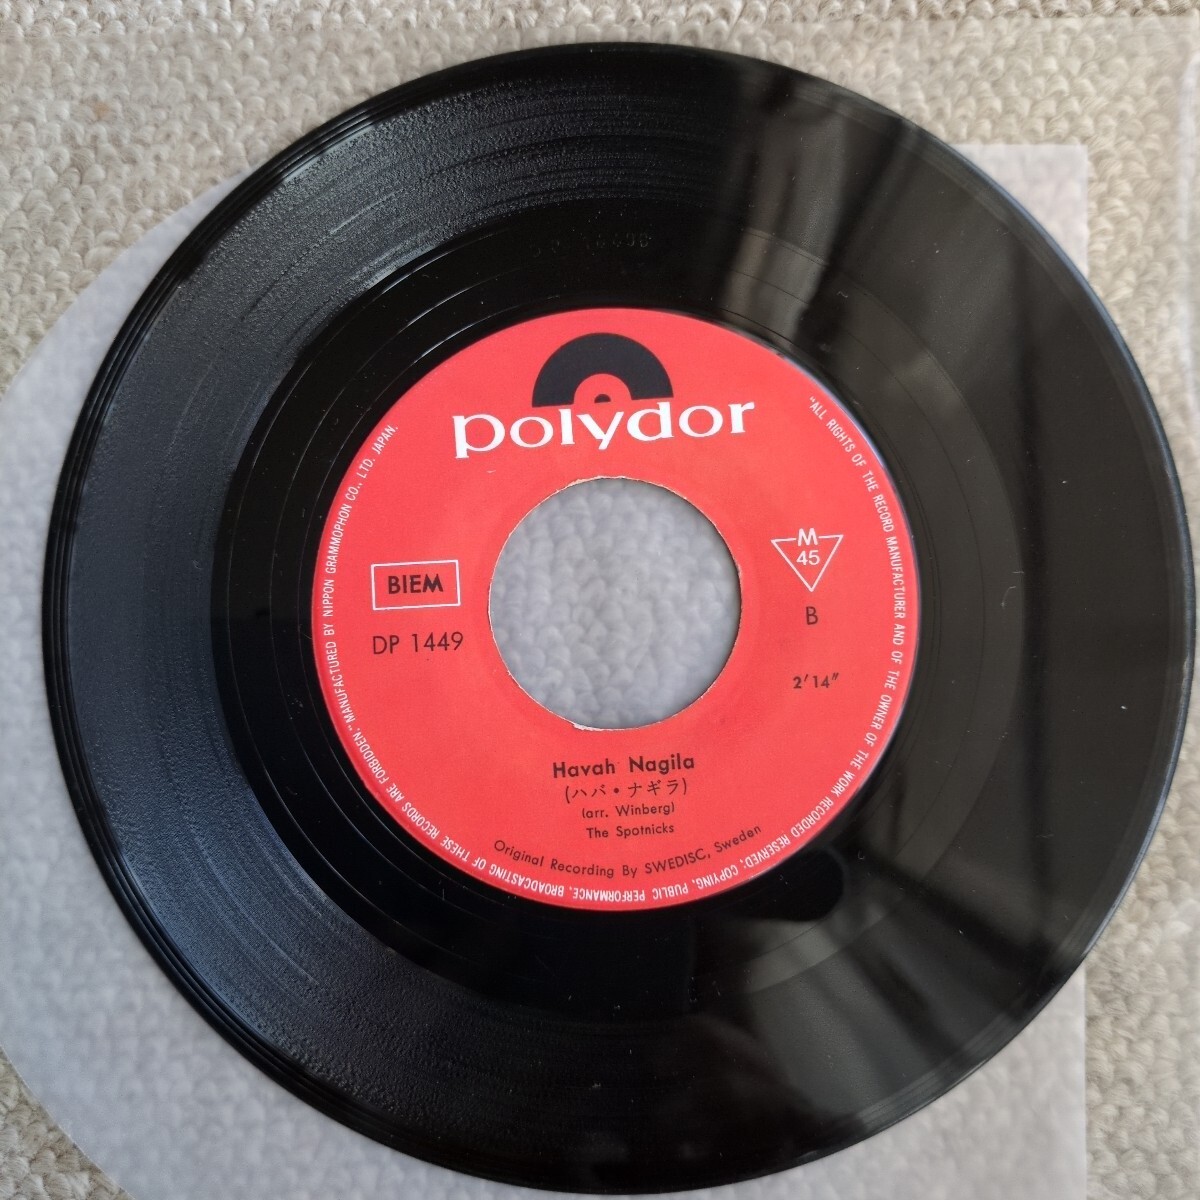 polydor
BIEM
DP 1449
M
45
B
2'14"
Havah Nagila
(ハバ・ナギラ)
(arr. Winberg)
The Spotnicks
Original Recording By SWEDISC, Sweden
"ALL RIGHTS OF THE RECORD MANUFACTURER AND OF THE OWNER OF THE WORK RECORDED RESERVED; COPYING, PUBLIC PERFORMANCE, BROADCASTING OF THESE RECORDS ARE FORBIDDEN." MANUFACTURED BY NIPPON GRAMMOPHON CO., LTD. JAPAN.